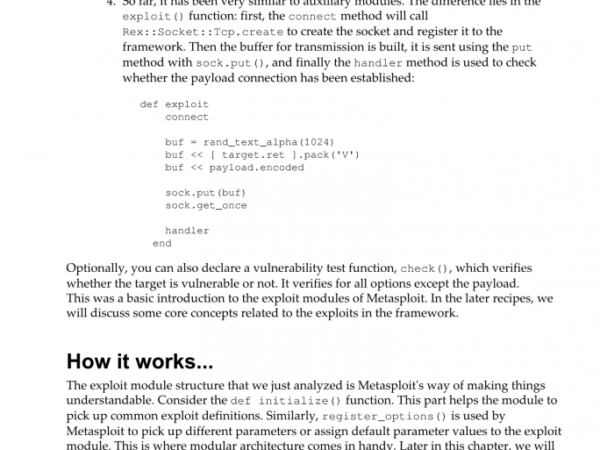 4. So far, it has been very similar to auxiliary modules. The difference lies in the
exploit() function: first, the connect method will call
Rex::Socket::Tcp.create to create the socket and register it to the
framework. Then the buffer for transmission is built, it is sent using the put
method with sock.put(), and finally the handler method is used to check
whether the payload connection has been established:
def exploit
connect
buf = rand_text_alpha(1024)
buf << [ target.ret ].pack('V')
buf << payload.encoded
sock.put(buf)
sock.get_once
handler
end
Optionally, you can also declare a vulnerability test function, check(), which verifies
whether the target is vulnerable or not. It verifies for all options except the payload.
This was a basic introduction to the exploit modules of Metasploit. In the later recipes, we
will discuss some core concepts related to the exploits in the framework.
How it works...
The exploit module structure that we just analyzed is Metasploit's way of making things
understandable. Consider the def initialize() function. This part helps the module to
pick up common exploit definitions. Similarly, register_options() is used by
Metasploit to pick up different parameters or assign default parameter values to the exploit
module. This is where modular architecture comes in handy. Later in this chapter, we will